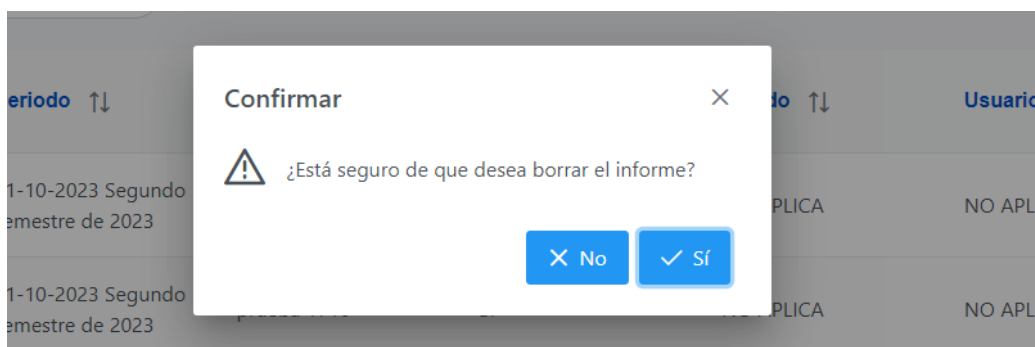 eriodo
Confirmar
Usuario
¿Está seguro de que desea borrar el informe?
1-10-2023 Segundo
emestre de 2023
PLICA
NO APL
No
Sí
1-10-2023 Segundo
emestre de 2023
PLICA
NO APL